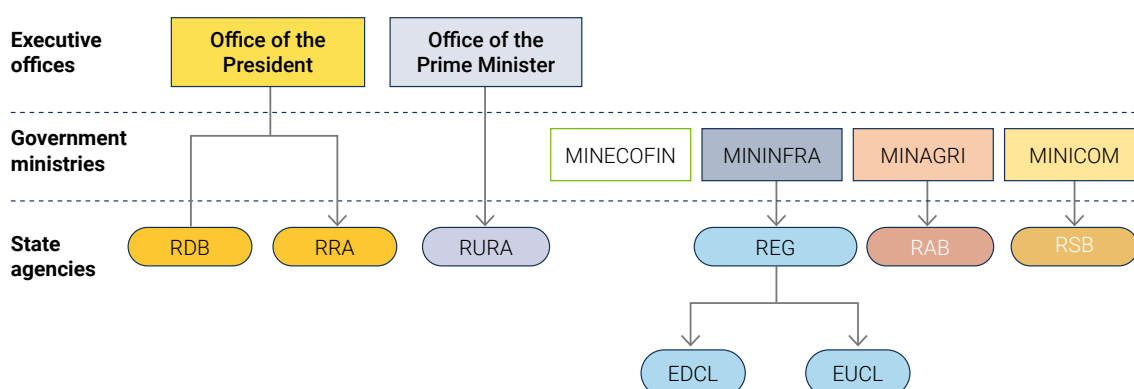 Executive
offices
Office of the
President
Office of the
Prime Minister
Government
ministries
MINECOFIN
MININFRA
MINAGRI
MINICOM
State
agencies
RDB
RRA
RURA
REG
RAB
RSB
EDCL
EUCL